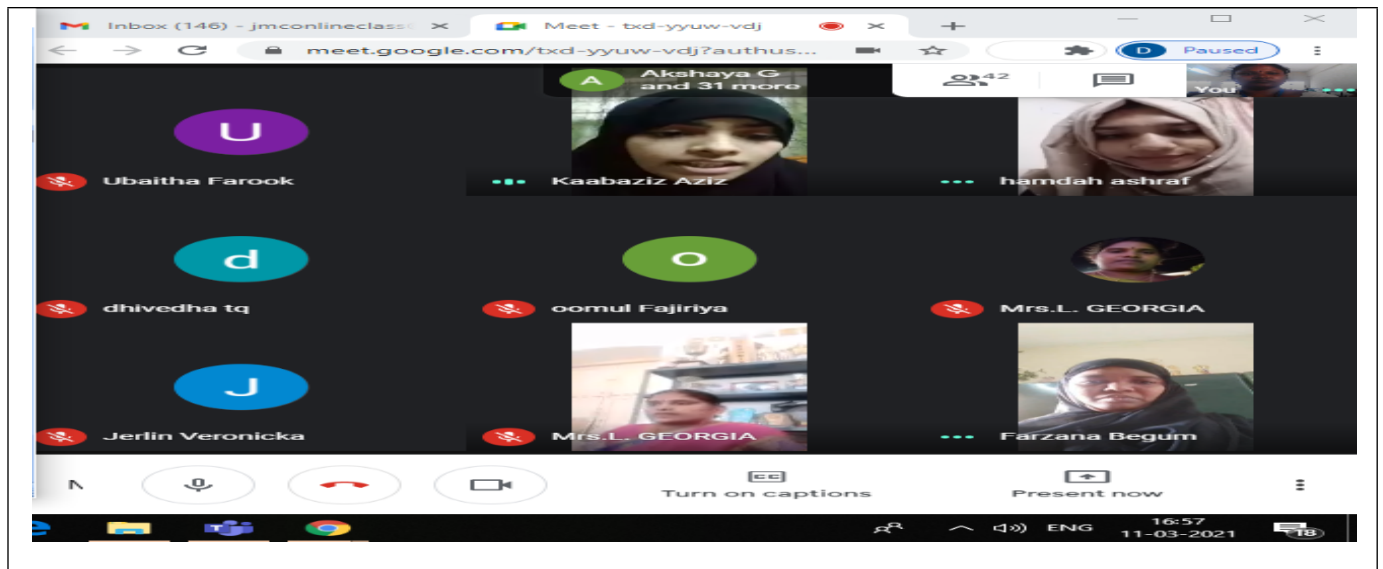 Inbox (146) - jmconlineclass
Meet - txd-yyuw-vdj
meet.google.com/txd-yyuw-vdj?authus...
D Paused
A Akshaya G
and 31 more
42
You
U
Ubaitha Farook
Kaabaziz Aziz
hamdah ashraf
d
dhivedha tq
O
oomul Fajiriya
Mrs.L. GEORGIA
J
Jerlin Veronicka
Mrs.L. GEORGIA
Farzana Begum
CC
Turn on captions
Present now
ENG
16:57
11-03-2021
18